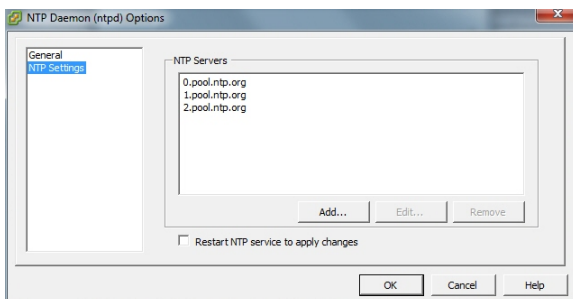 NTP Daemon (ntpd) Options
General
NTP Settings
NTP Servers
0.pool.ntp.org
1.pool.ntp.org
2.pool.ntp.org
Add... Edit... Remove
Restart NTP service to apply changes
OK Cancel Help